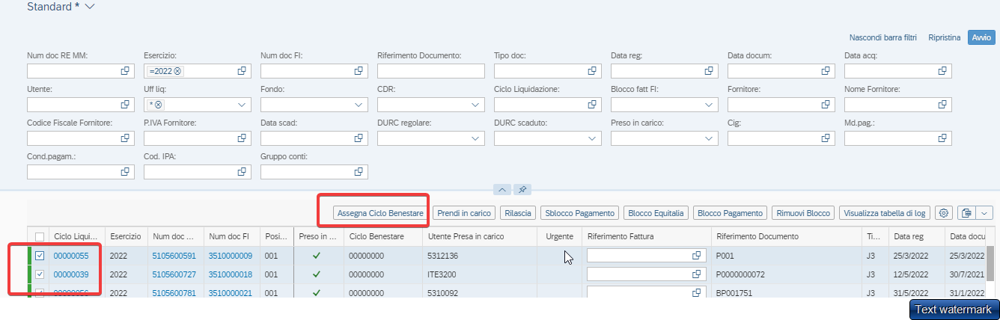 Standard *
Nascondi barra filtri Ripristina Avvio
Num doc RE MM: Esercizio: Num doc FI: Riferimento Documento: Tipo doc: Data reg: Data docum: Data acq:
=2022
Utente: Uff liq: Fondo: CDR: Ciclo Liquidazione: Blocco fatt FI: Fornitore: Nome Fornitore:
*
Codice Fiscale Fornitore: P.IVA Fornitore: Data scad: DURC regolare: DURC scaduto: Preso in carico: Cig: Md.pag.:
Cond.pagam.: Cod. IPA: Gruppo conti:
Assegna Ciclo Benestare Prendi in carico Rilascia Sblocco Pagamento Blocco Equitalia Blocco Pagamento Rimuovi Blocco Visualizza tabella di log
Ciclo Liqui... Esercizio Num doc ... Num doc FI Posi... Preso in ... Ciclo Benestare Utente Presa in carico Urgente Riferimento Fattura Riferimento Documento Ti... Data reg Data docu
00000055 2022 5105600591 3510000009 001 00000000 5312136 P001 J3 25/3/2022 25/3/2022
00000039 2022 5105600727 3510000018 001 00000000 ITE3200 P0000000072 J3 12/5/2022 30/7/2021
00000056 2022 5105600781 3510000021 001 00000000 5310092 BP001751 J3 31/5/2022 31/1/2022
Text watermark